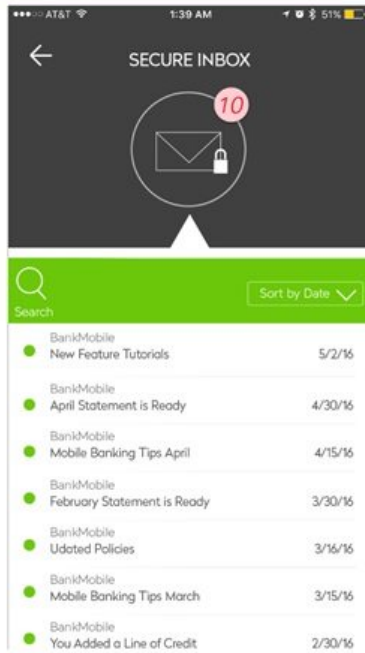 AT&T 1:39 AM 51%
SECURE INBOX
10
Search
Sort by Date
BankMobile
New Feature Tutorials 5/2/16
BankMobile
April Statement is Ready 4/30/16
BankMobile
Mobile Banking Tips April 4/15/16
BankMobile
February Statement is Ready 3/30/16
BankMobile
Udated Policies 3/16/16
BankMobile
Mobile Banking Tips March 3/15/16
BankMobile
You Added a Line of Credit 2/30/16